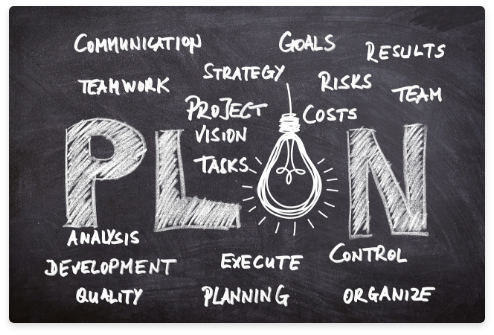 COMMUNICATION
GOALS
RESULTS
STRATEGY
TEAMWORK
RISKS
TEAM
PROJECT
COSTS
VISION
TASKS
PLAN
ANALYSIS
DEVELOPMENT
EXECUTE
CONTROL
QUALITY
PLANNING
ORGANIZE